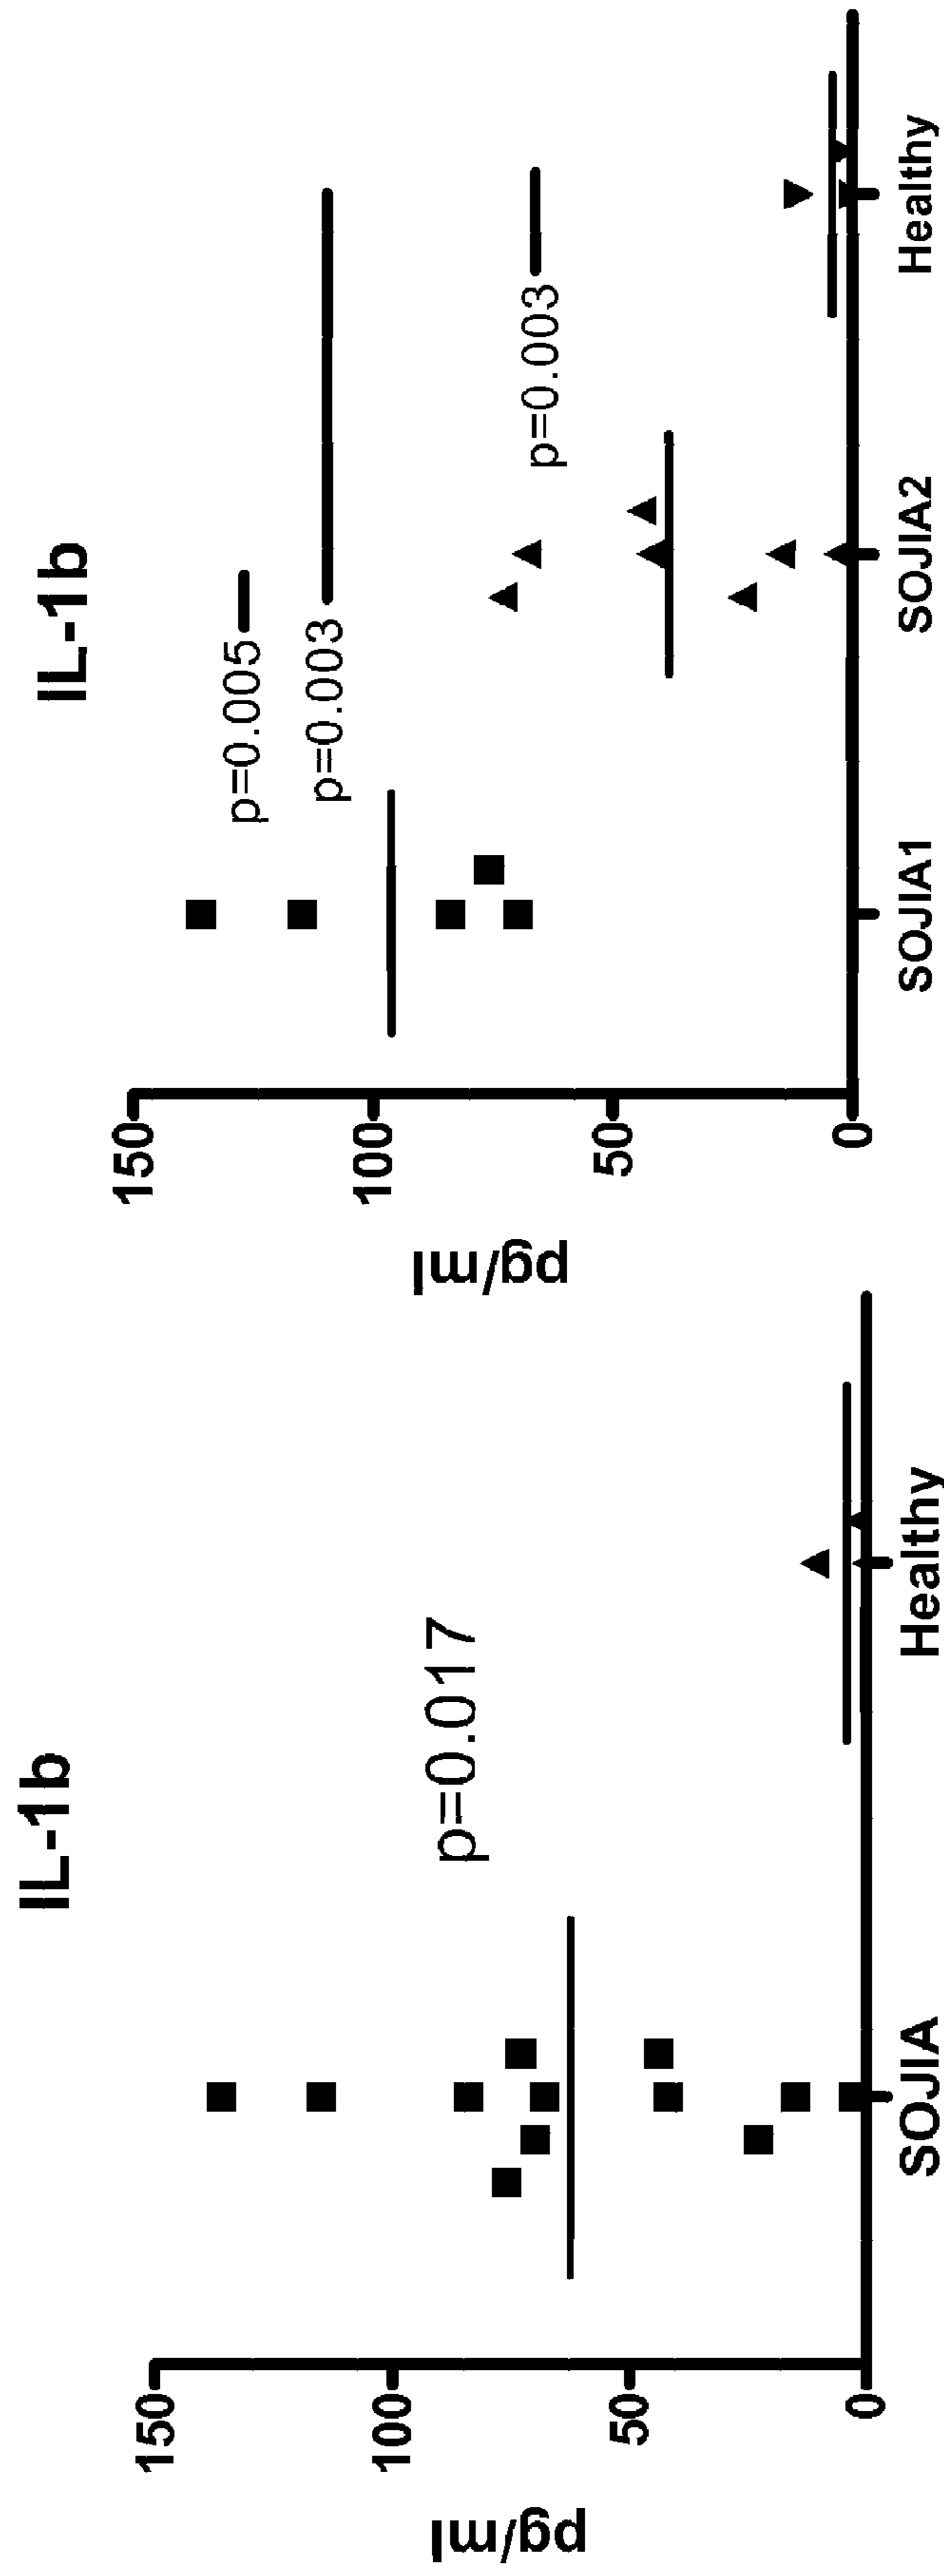 IL-1b
150
100
50
0
pg/ml
p=0.017
SOJIA
Healthy
IL-1b
150
100
50
0
pg/ml
p=0.005
p=0.003
p=0.003
SOJIA1
SOJIA2
Healthy